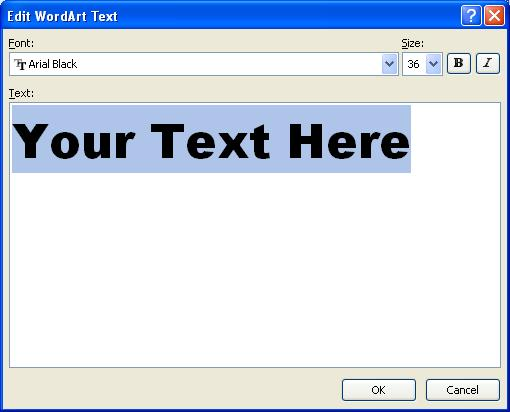 Edit WordArt Text
Font: Size:
Arial Black 36 B I
Text:
Your Text Here
OK Cancel